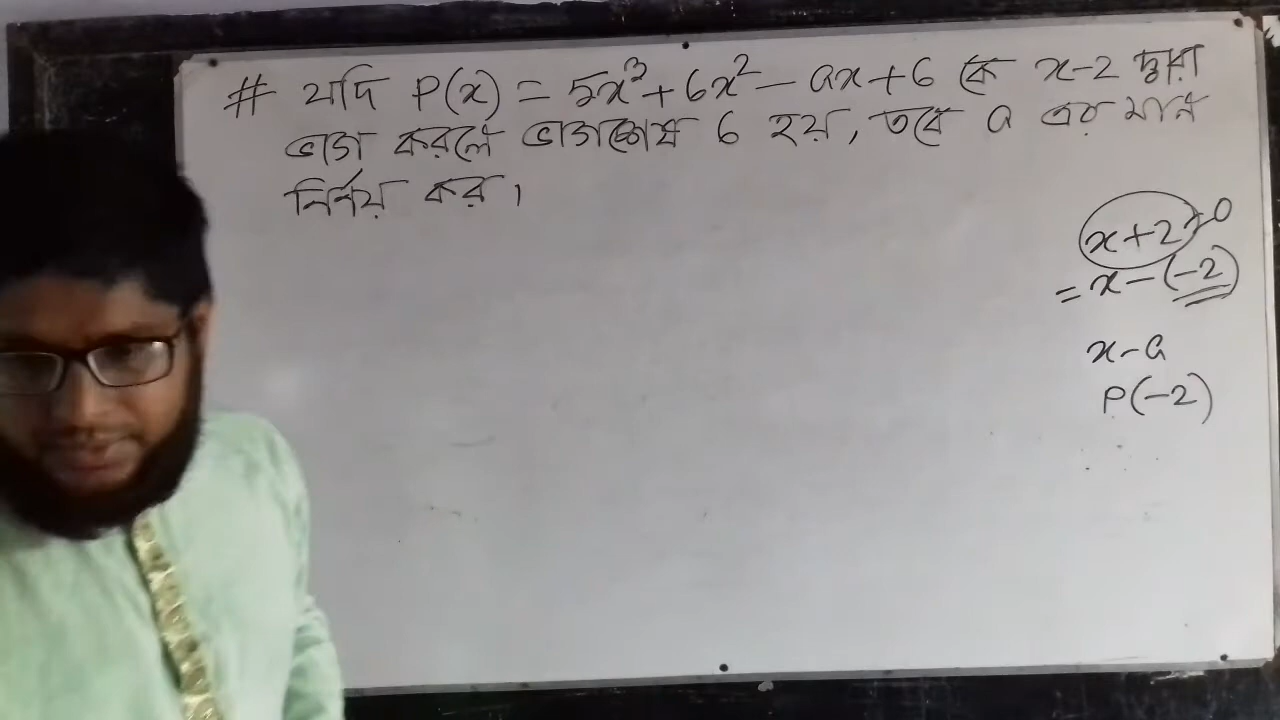 # যদি P(x) = 5x³ + 6x² - ax + 6 কে x-2 দ্বারা
ভাগ করলে ভাগশেষ 6 হয়, তবে a এর মান
নির্ণয় কর।
x+2=0
= x-(-2)
x-a
P(-2)